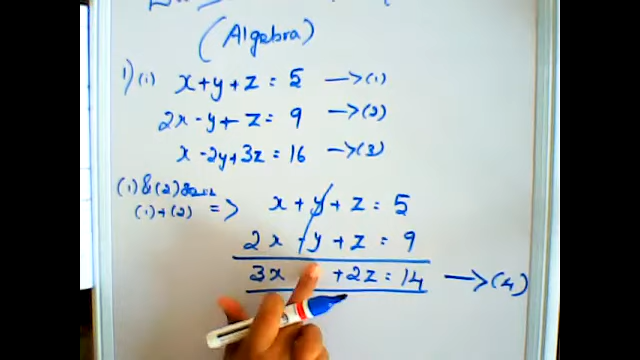 (Algebra)
1) (1) x+y+z = 5 —>(1)
2x-y+z = 9 —>(2)
x-2y+3z = 16 —>(3)
(1)&(2)
(1)+(2) => x+y+z = 5
2x-y+z = 9
3x +2z = 14 —>(4)